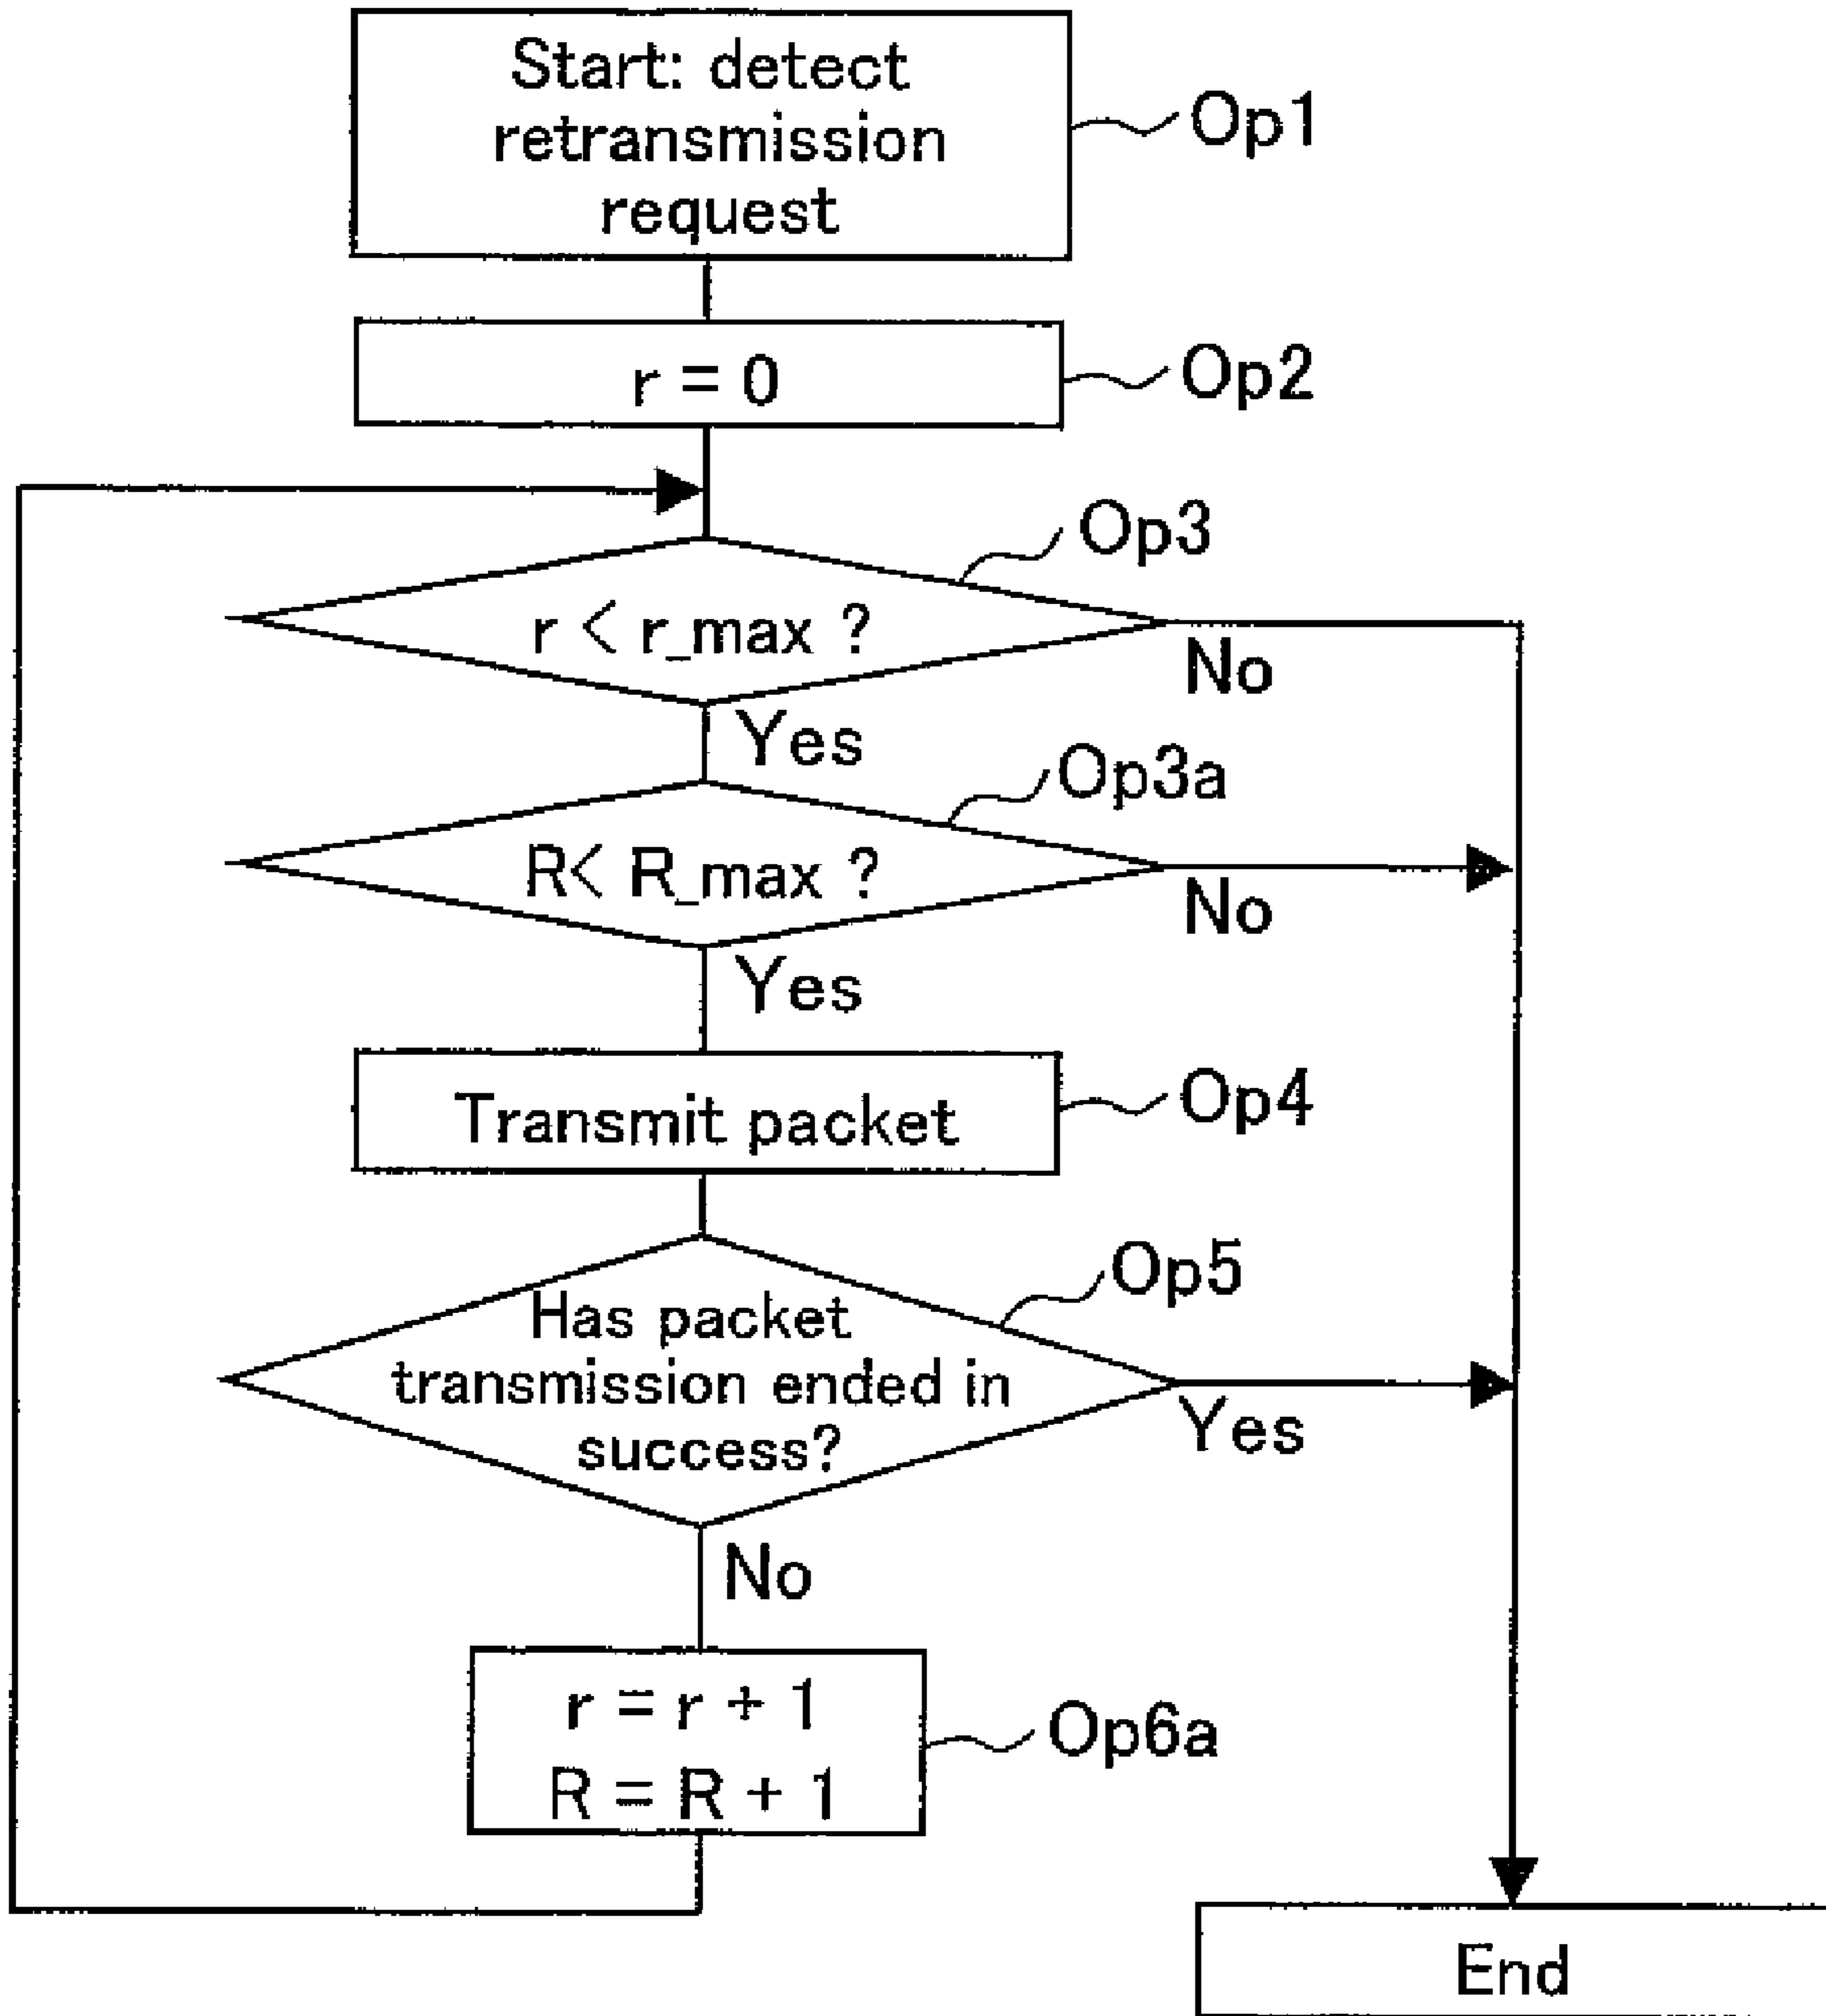 Start: detect
retransmission
request
Op1
r = 0
Op2
Op3
r < r_max ?
No
Yes
Op3a
R< R_max ?
No
Yes
Transmit packet
Op4
Op5
Has packet
transmission ended in
success?
Yes
No
r = r + 1
R = R + 1
Op6a
End